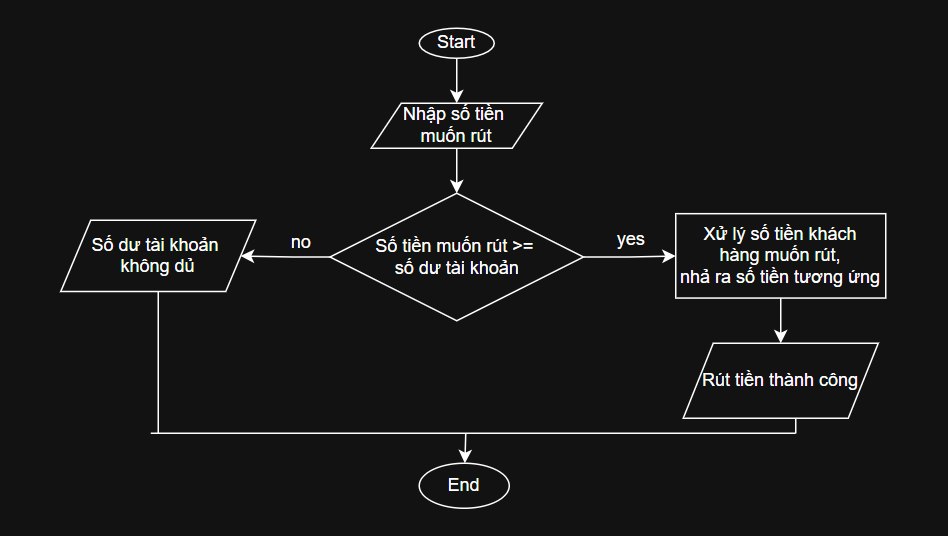 Start
Nhập số tiền
muốn rút
Số tiền muốn rút >=
số dư tài khoản
no
yes
Số dư tài khoản
không dủ
Xử lý số tiền khách
hàng muốn rút,
nhả ra số tiền tương ứng
Rút tiền thành công
End